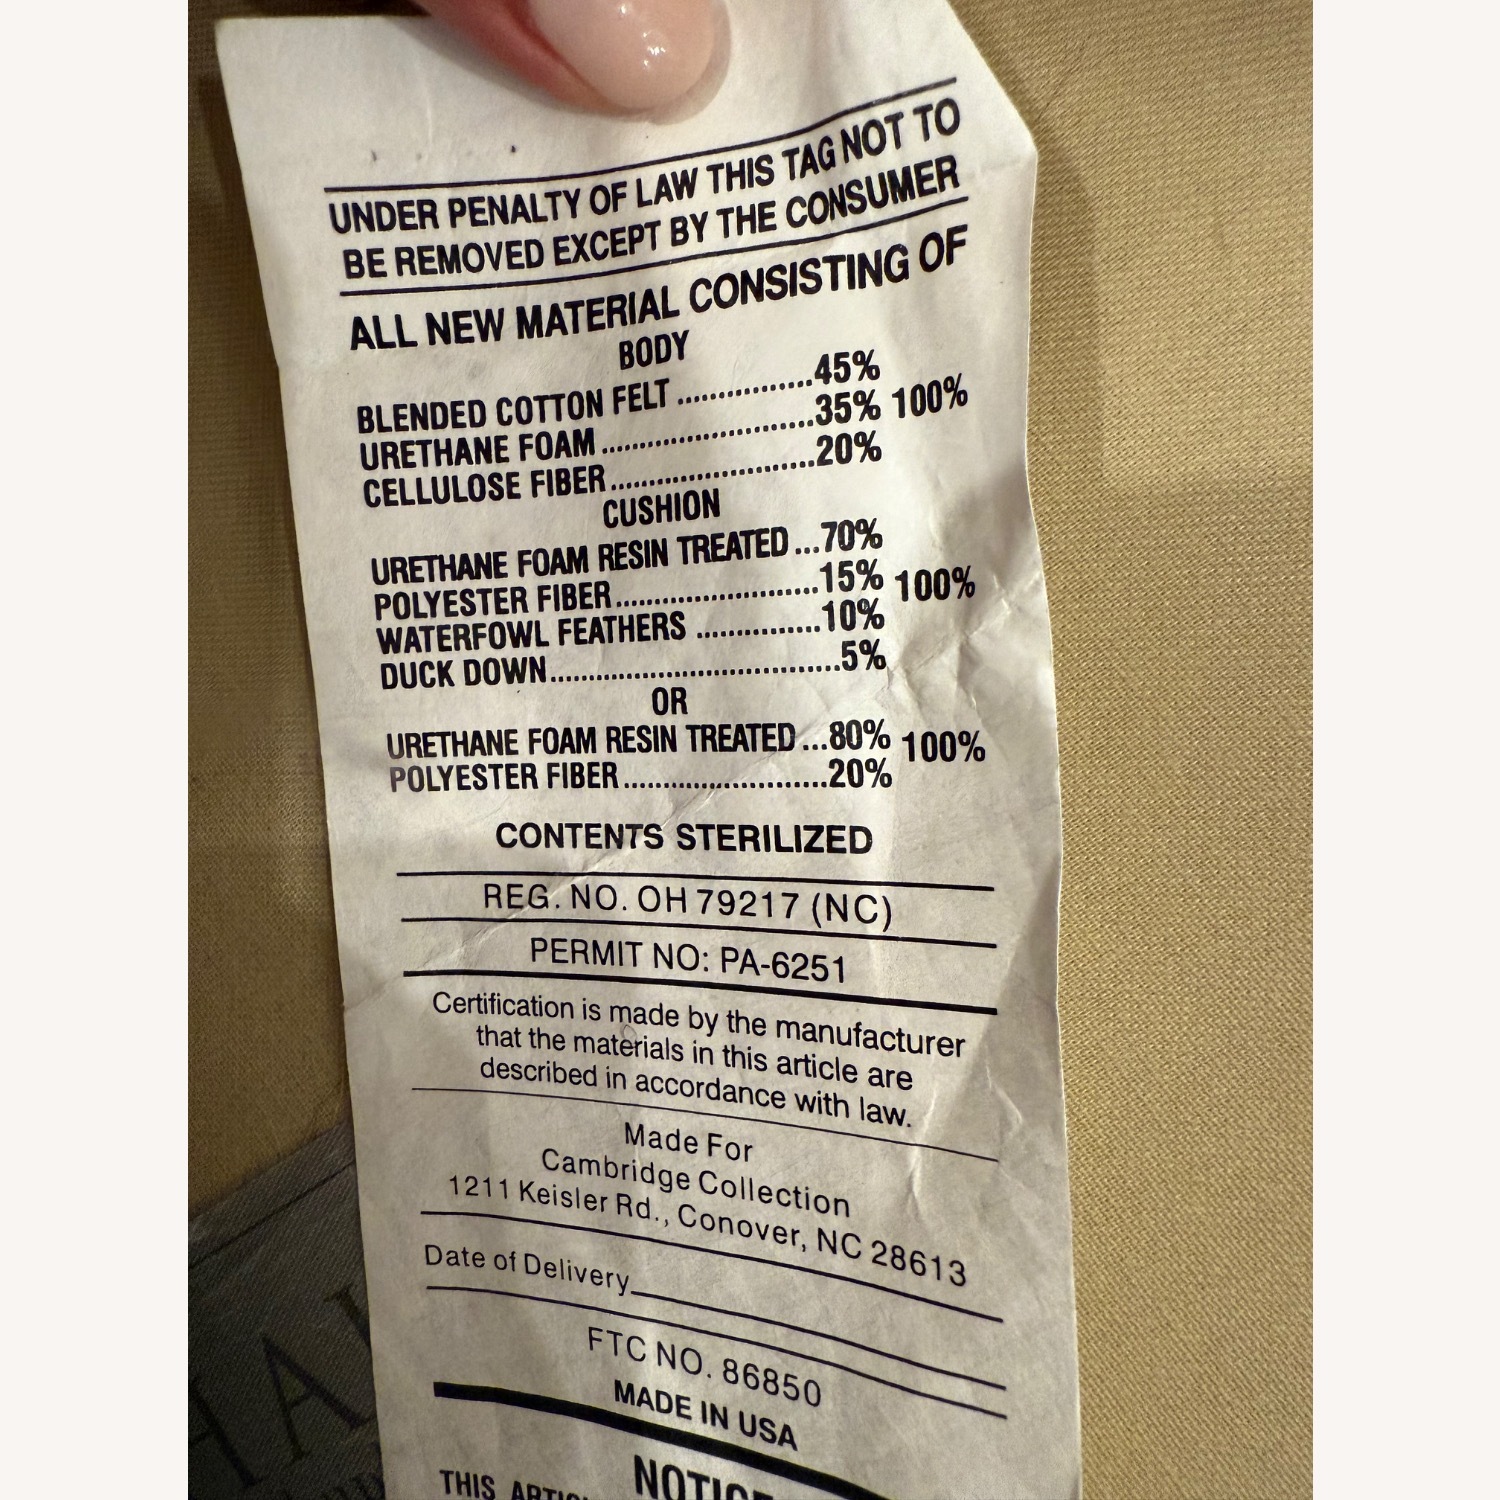 UNDER PENALTY OF LAW THIS TAG NOT TO
BE REMOVED EXCEPT BY THE CONSUMER
ALL NEW MATERIAL CONSISTING OF
BODY
BLENDED COTTON FELT ..............45%
URETHANE FOAM ......................35% 100%
CELLULOSE FIBER.....................20%
CUSHION
URETHANE FOAM RESIN TREATED ...70%
POLYESTER FIBER.....................15% 100%
WATERFOWL FEATHERS .............10%
DUCK DOWN..............................5%
OR
URETHANE FOAM RESIN TREATED ...80% 100%
POLYESTER FIBER.....................20%
CONTENTS STERILIZED
REG. NO. OH 79217 (NC)
PERMIT NO: PA-6251
Certification is made by the manufacturer
that the materials in this article are
described in accordance with law.
Made For
Cambridge Collection
1211 Keisler Rd., Conover, NC 28613
Date of Delivery
FTC NO. 86850
MADE IN USA
NOTICE
THIS